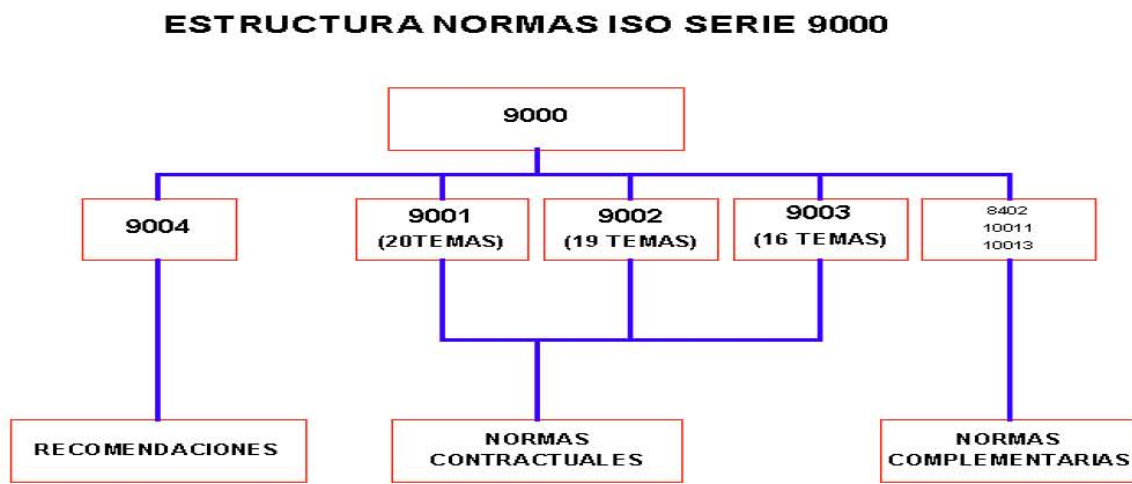 ESTRUCTURA NORMAS ISO SERIE 9000
9000
9004
9001
(20TEMAS)
9002
(19 TEMAS)
9003
(16 TEMAS)
8402
10011
10013
RECOMENDACIONES
NORMAS
CONTRACTUALES
NORMAS
COMPLEMENTARIAS